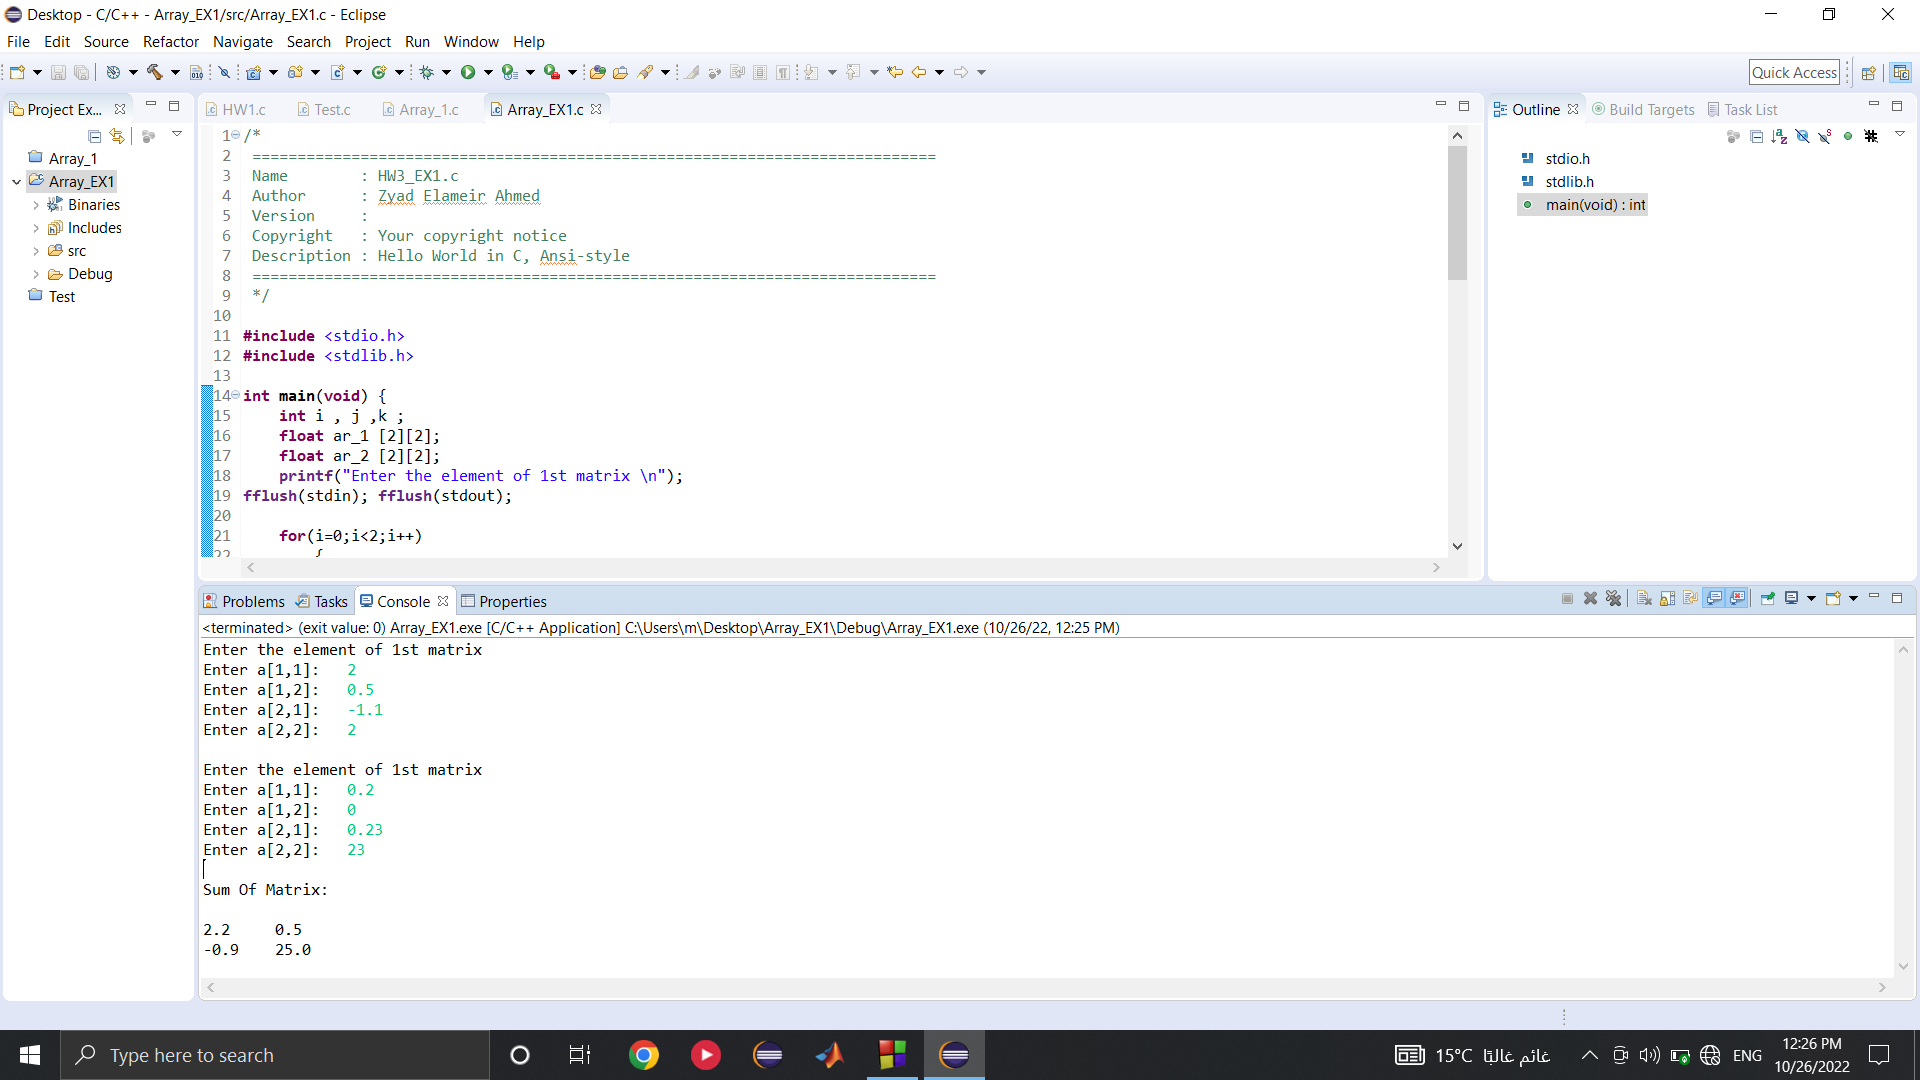 Desktop - C/C++ - Array_EX1/src/Array_EX1.c - Eclipse
File Edit Source Refactor Navigate Search Project Run Window Help
Quick Access
Project Ex...
HW1.c Test.c Array_1.c Array_EX1.c
Outline Build Targets Task List
Array_1
Array_EX1
Binaries
Includes
src
Debug
Test
stdio.h
stdlib.h
main(void) : int
1 /*
2 ============================================================================
3 Name : HW3_EX1.c
4 Author : Zyad Elameir Ahmed
5 Version :
6 Copyright : Your copyright notice
7 Description : Hello World in C, Ansi-style
8 ============================================================================
9 */
10
11 #include <stdio.h>
12 #include <stdlib.h>
13
14 int main(void) {
15 int i , j ,k ;
16 float ar_1 [2][2];
17 float ar_2 [2][2];
18 printf("Enter the element of 1st matrix \n");
19 fflush(stdin); fflush(stdout);
20
21 for(i=0;i<2;i++)
22 {
Problems Tasks Console Properties
<terminated> (exit value: 0) Array_EX1.exe [C/C++ Application] C:\Users\m\Desktop\Array_EX1\Debug\Array_EX1.exe (10/26/22, 12:25 PM)
Enter the element of 1st matrix
Enter a[1,1]: 2
Enter a[1,2]: 0.5
Enter a[2,1]: -1.1
Enter a[2,2]: 2
Enter the element of 1st matrix
Enter a[1,1]: 0.2
Enter a[1,2]: 0
Enter a[2,1]: 0.23
Enter a[2,2]: 23
Sum Of Matrix:
2.2 0.5
-0.9 25.0
Type here to search
15°C غائم غالبًا
ENG
12:26 PM
10/26/2022